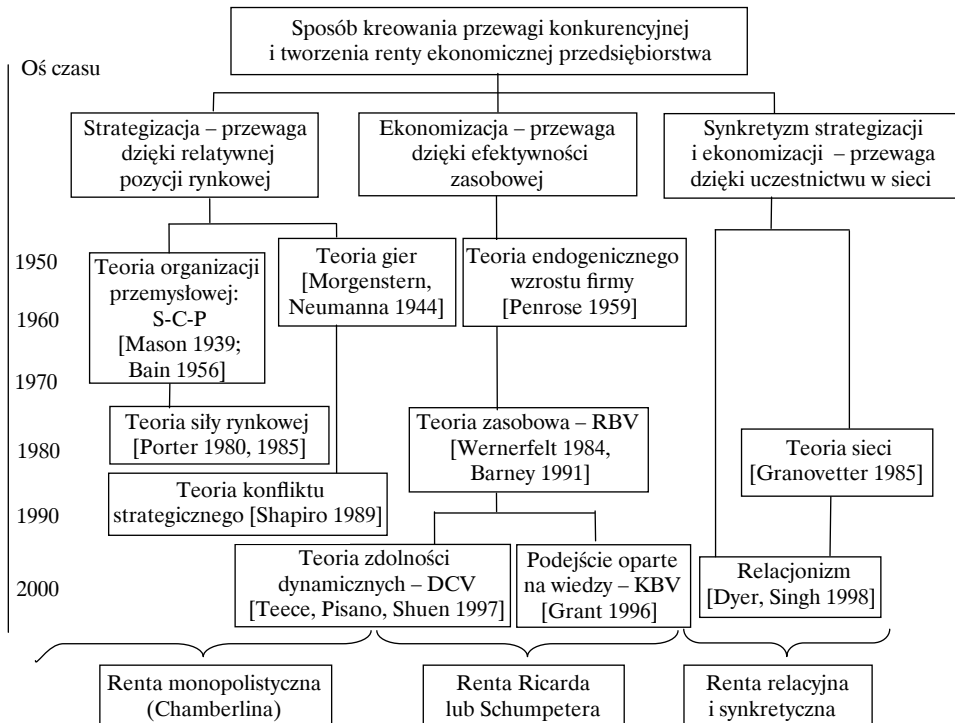 Sposób kreowania przewagi konkurencyjnej
i tworzenia renty ekonomicznej przedsiębiorstwa
Oś czasu
Strategizacja – przewaga
dzięki relatywnej
pozycji rynkowej
Ekonomizacja – przewaga
dzięki efektywności
zasobowej
Synkretyzm strategizacji
i ekonomizacji – przewaga
dzięki uczestnictwu w sieci
1950
1960
1970
1980
1990
2000
Teoria organizacji
przemysłowej:
S-C-P
[Mason 1939;
Bain 1956]
Teoria gier
[Morgenstern,
Neumanna 1944]
Teoria endogenicznego
wzrostu firmy
[Penrose 1959]
Teoria siły rynkowej
[Porter 1980, 1985]
Teoria zasobowa – RBV
[Wernerfelt 1984,
Barney 1991]
Teoria sieci
[Granovetter 1985]
Teoria konfliktu
strategicznego [Shapiro 1989]
Teoria zdolności
dynamicznych – DCV
[Teece, Pisano, Shuen 1997]
Podejście oparte
na wiedzy – KBV
[Grant 1996]
Relacjonizm
[Dyer, Singh 1998]
Renta monopolistyczna
(Chamberlina)
Renta Ricarda
lub Schumpetera
Renta relacyjna
i synkretyczna